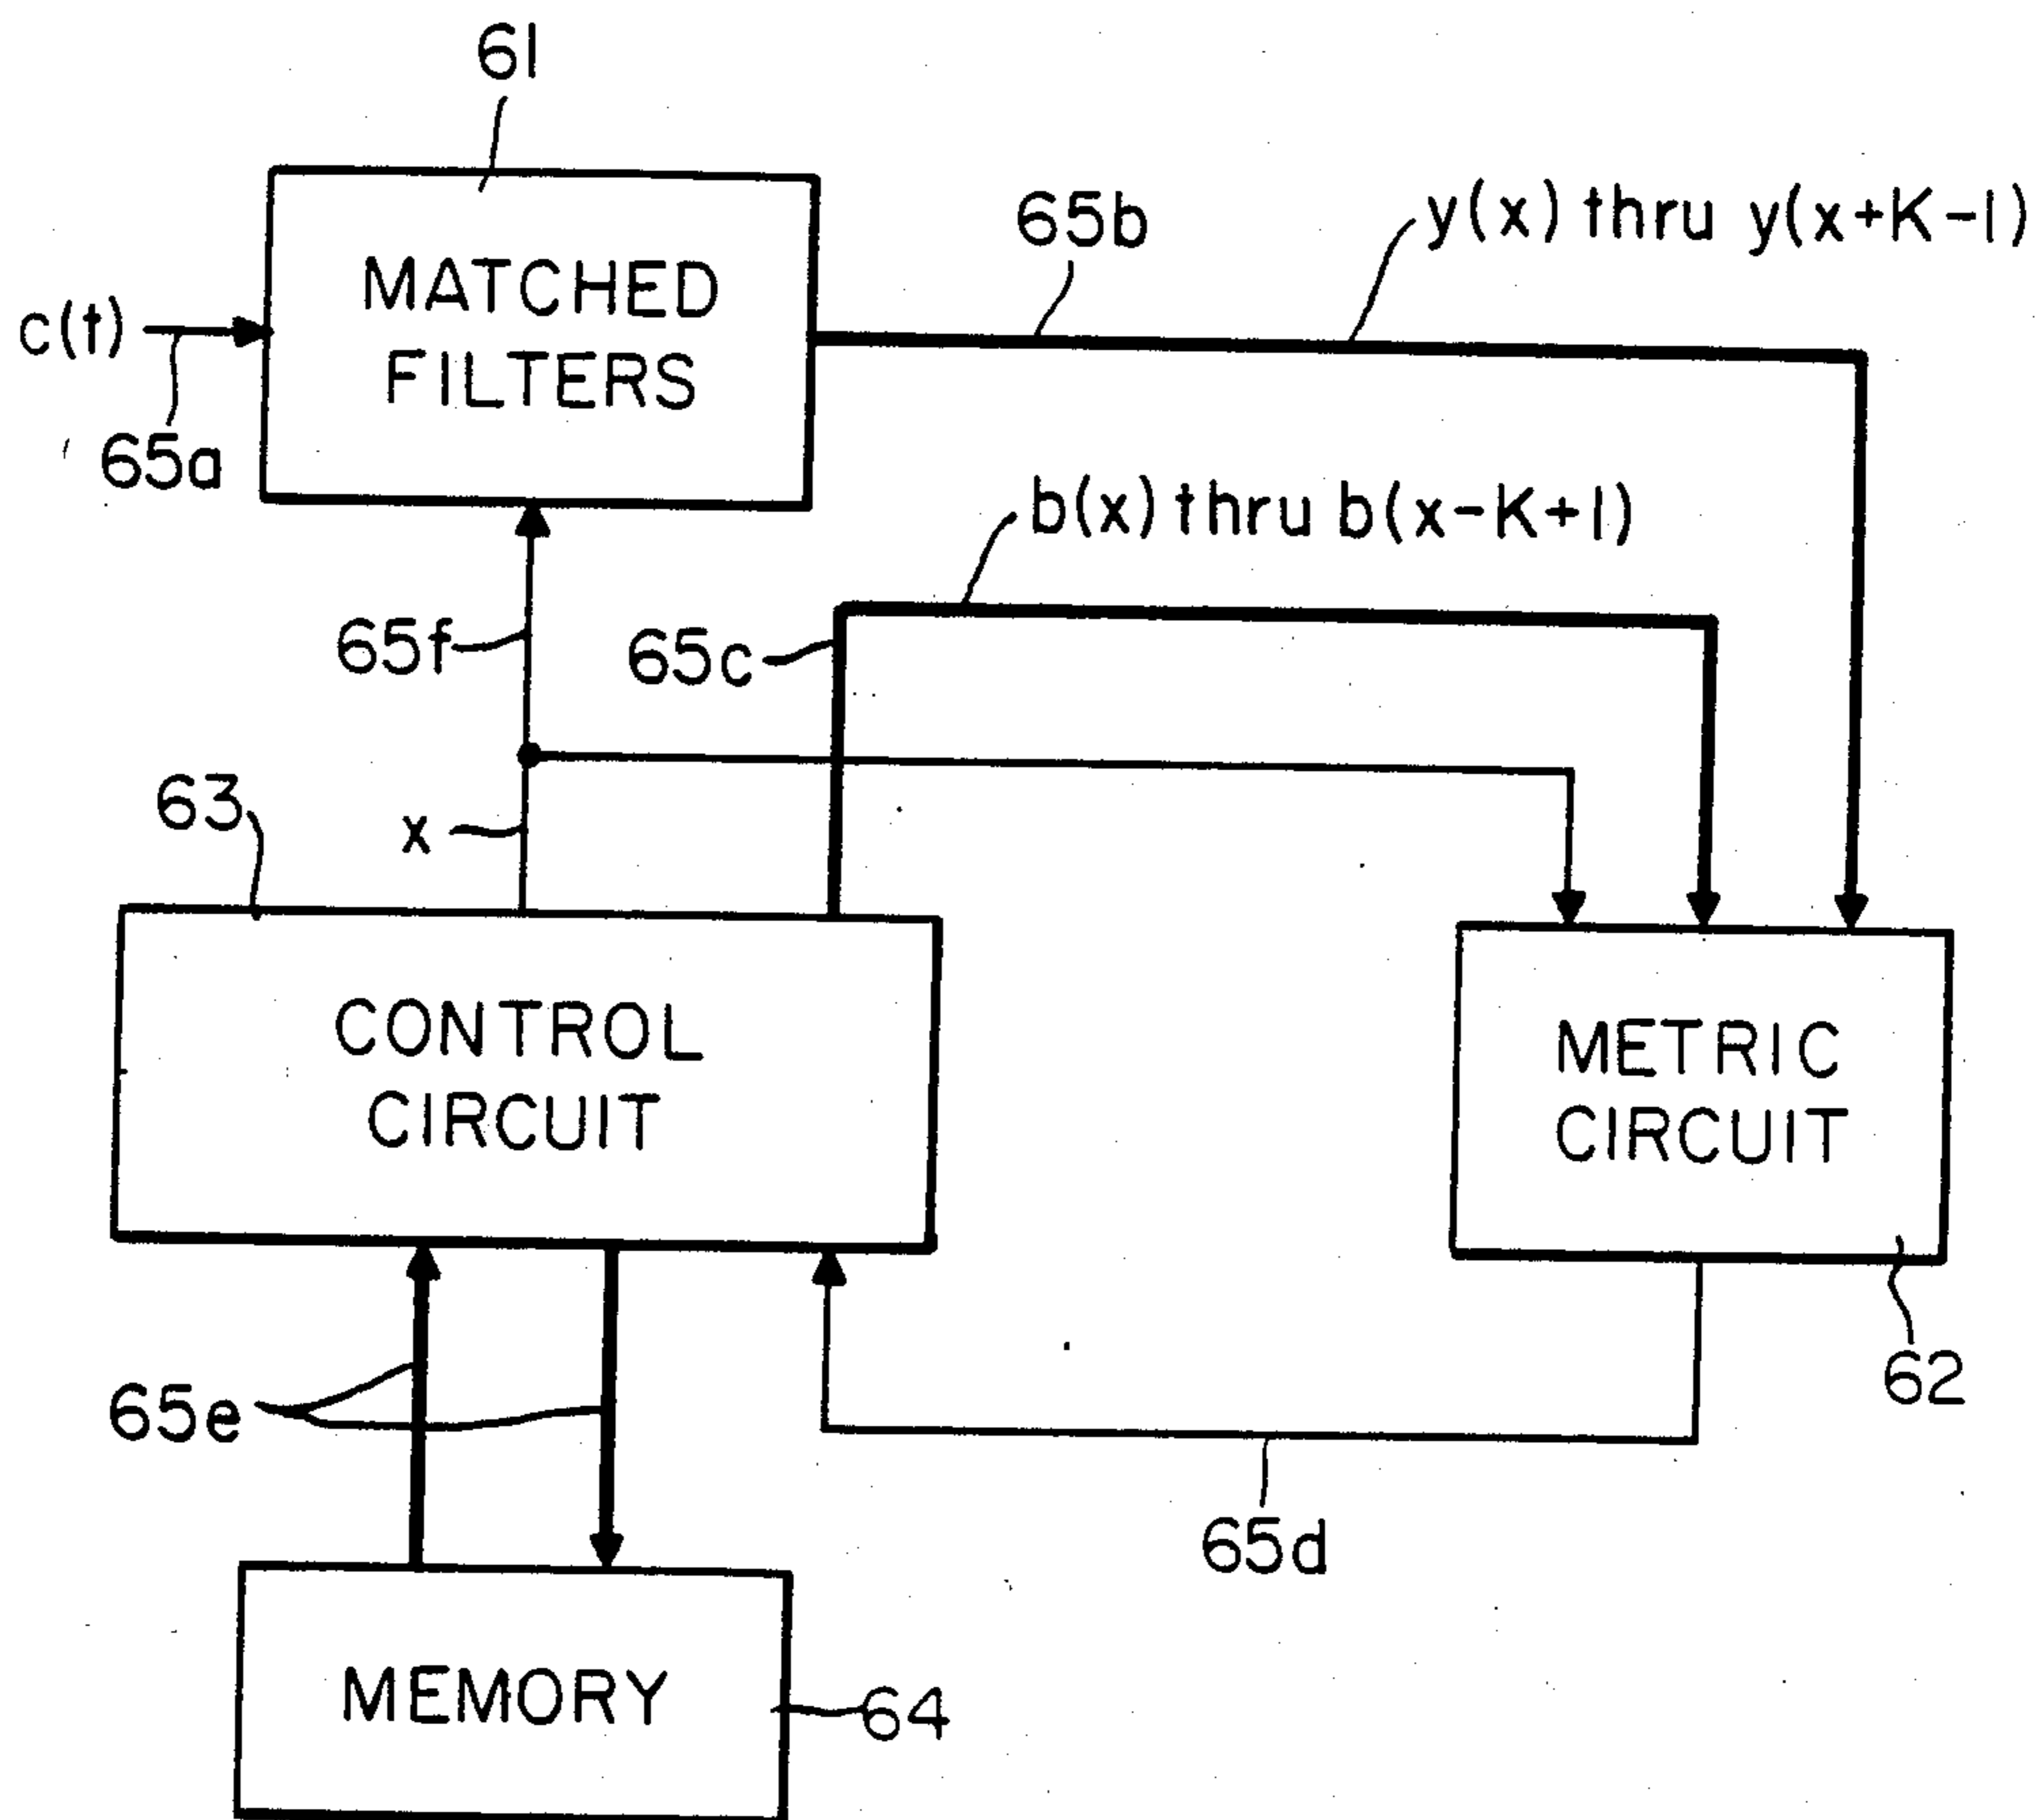 61
65b
y(x) thru y(x+K-1)
MATCHED
FILTERS
c(t)
65a
b(x) thru b(x-K+1)
65f
65c
63
x
CONTROL
CIRCUIT
METRIC
CIRCUIT
62
65e
65d
MEMORY
64